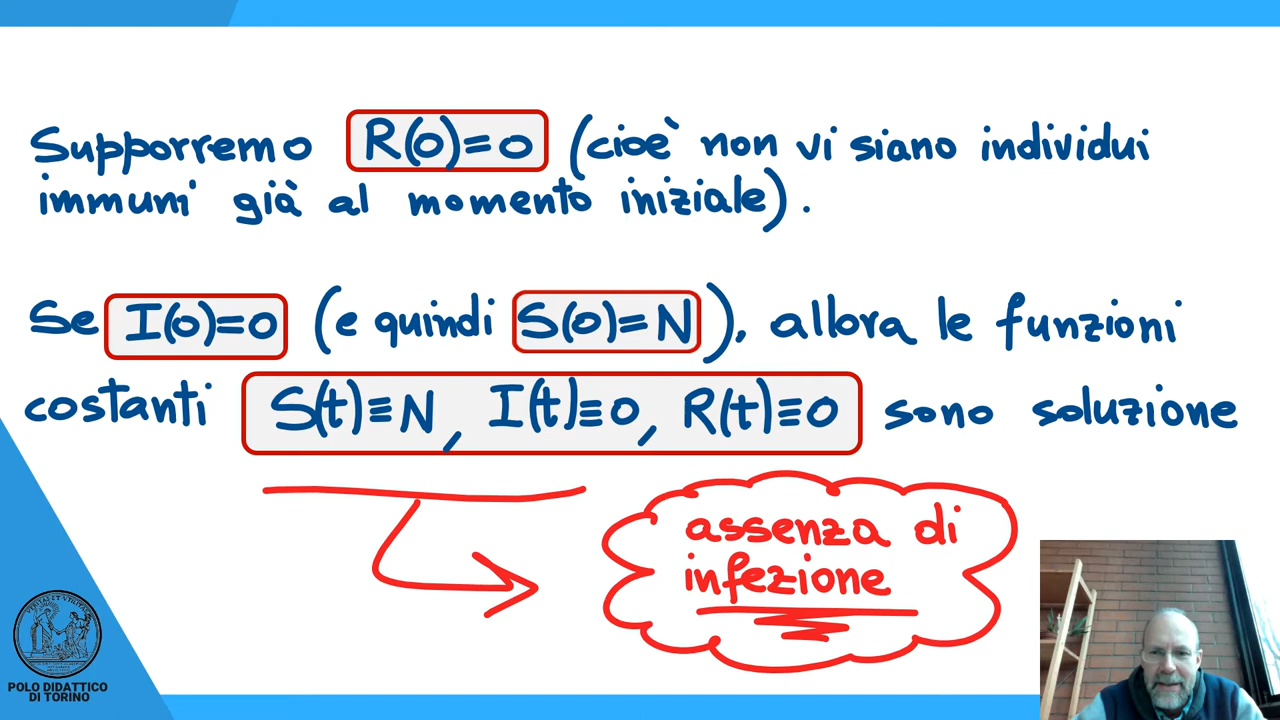 Supporremo R(0)=0 (cioè non vi siano individui
immuni già al momento iniziale).
Se I(0)=0 (e quindi S(0)=N), allora le funzioni
costanti S(t)≡N, I(t)≡0, R(t)≡0 sono soluzione
assenza di
infezione
POLO DIDATTICO
DI TORINO